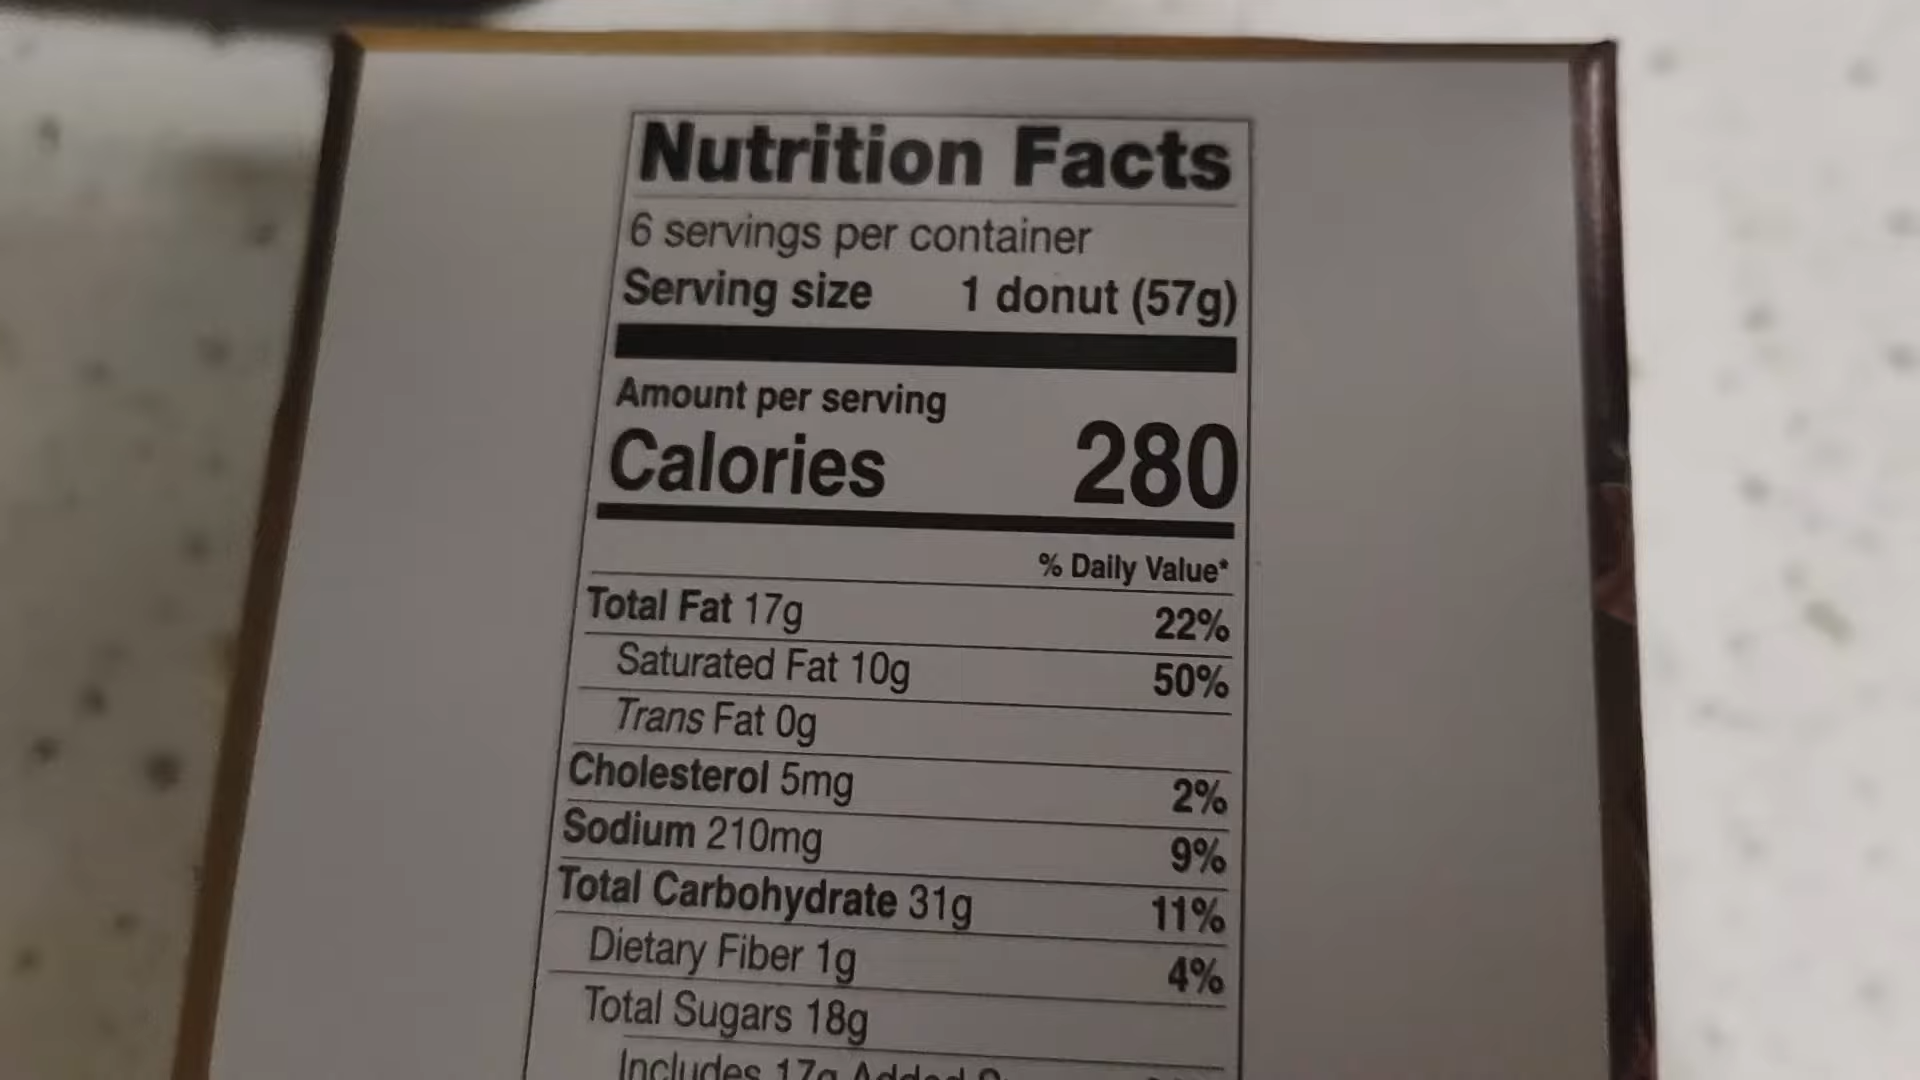 Nutrition Facts
6 servings per container
Serving size 1 donut (57g)
Amount per serving
Calories 280
% Daily Value*
Total Fat 17g 22%
Saturated Fat 10g 50%
Trans Fat 0g
Cholesterol 5mg 2%
Sodium 210mg 9%
Total Carbohydrate 31g 11%
Dietary Fiber 1g 4%
Total Sugars 18g
Includes 17g Added